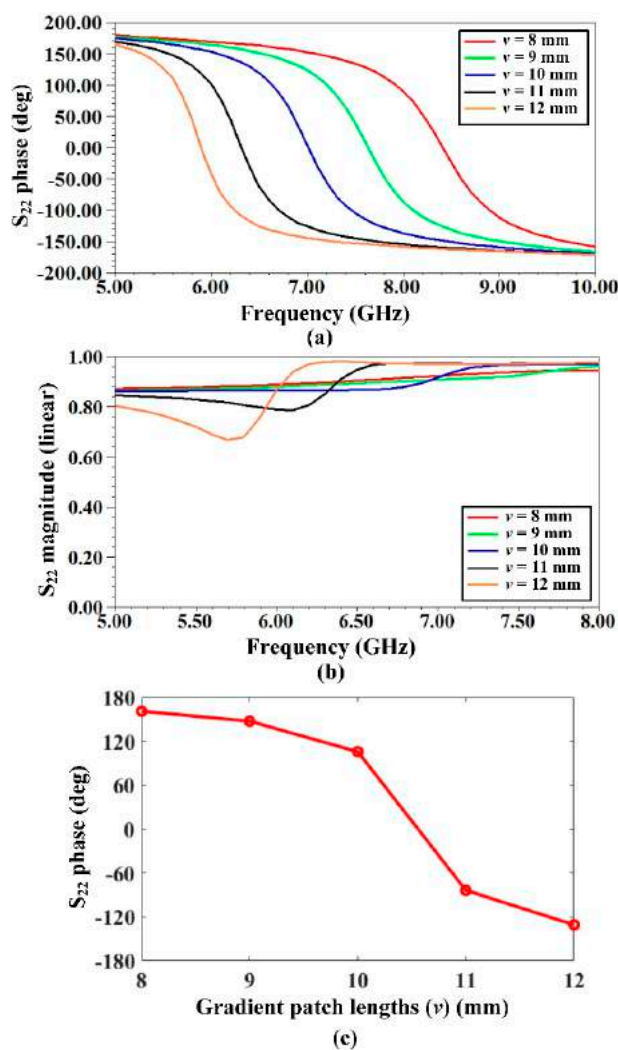 200.00
150.00
100.00
50.00
0.00
-50.00
-100.00
-150.00
-200.00
S22 phase (deg)
v = 8 mm
v = 9 mm
v = 10 mm
v = 11 mm
v = 12 mm
5.00 6.00 7.00 8.00 9.00 10.00
Frequency (GHz)
(a)
1.00
0.80
0.60
0.40
0.20
0.00
S22 magnitude (linear)
v = 8 mm
v = 9 mm
v = 10 mm
v = 11 mm
v = 12 mm
5.00 5.50 6.00 6.50 7.00 7.50 8.00
Frequency (GHz)
(b)
180
120
60
0
-60
-120
-180
S22 phase (deg)
8 9 10 11 12
Gradient patch lengths (v) (mm)
(c)